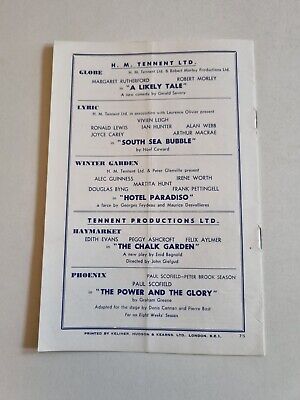 H. M. TENNENT LTD.
GLOBE
H. M. Tennent Ltd. & Robert Morley Productions Ltd.
MARGARET RUTHERFORD ROBERT MORLEY
in "A LIKELY TALE"
A new comedy by Gerald Savory
LYRIC
H. M. Tennent Ltd. in association with Laurence Olivier present
VIVIEN LEIGH
RONALD LEWIS IAN HUNTER ALAN WEBB
JOYCE CAREY ARTHUR MACRAE
in "SOUTH SEA BUBBLE"
by Noel Coward
WINTER GARDEN
H. M. Tennent Ltd. & Peter Glenville present
ALEC GUINNESS IRENE WORTH
MARTITA HUNT
DOUGLAS BYNG FRANK PETTINGELL
in "HOTEL PARADISO"
a farce by Georges Feydeau and Maurice Desvallieres
TENNENT PRODUCTIONS LTD.
HAYMARKET
EDITH EVANS PEGGY ASHCROFT FELIX AYLMER
in "THE CHALK GARDEN"
A new play by Enid Bagnold
Directed by John Gielgud
PHOENIX
PAUL SCOFIELD–PETER BROOK SEASON
PAUL SCOFIELD
in "THE POWER AND THE GLORY"
by Graham Greene
Adapted for the stage by Denis Cannan and Pierre Bost
For an Eight Weeks' Season
PRINTED BY KELIHER, HUDSON & KEARNS, LTD., LONDON, S.E.1.